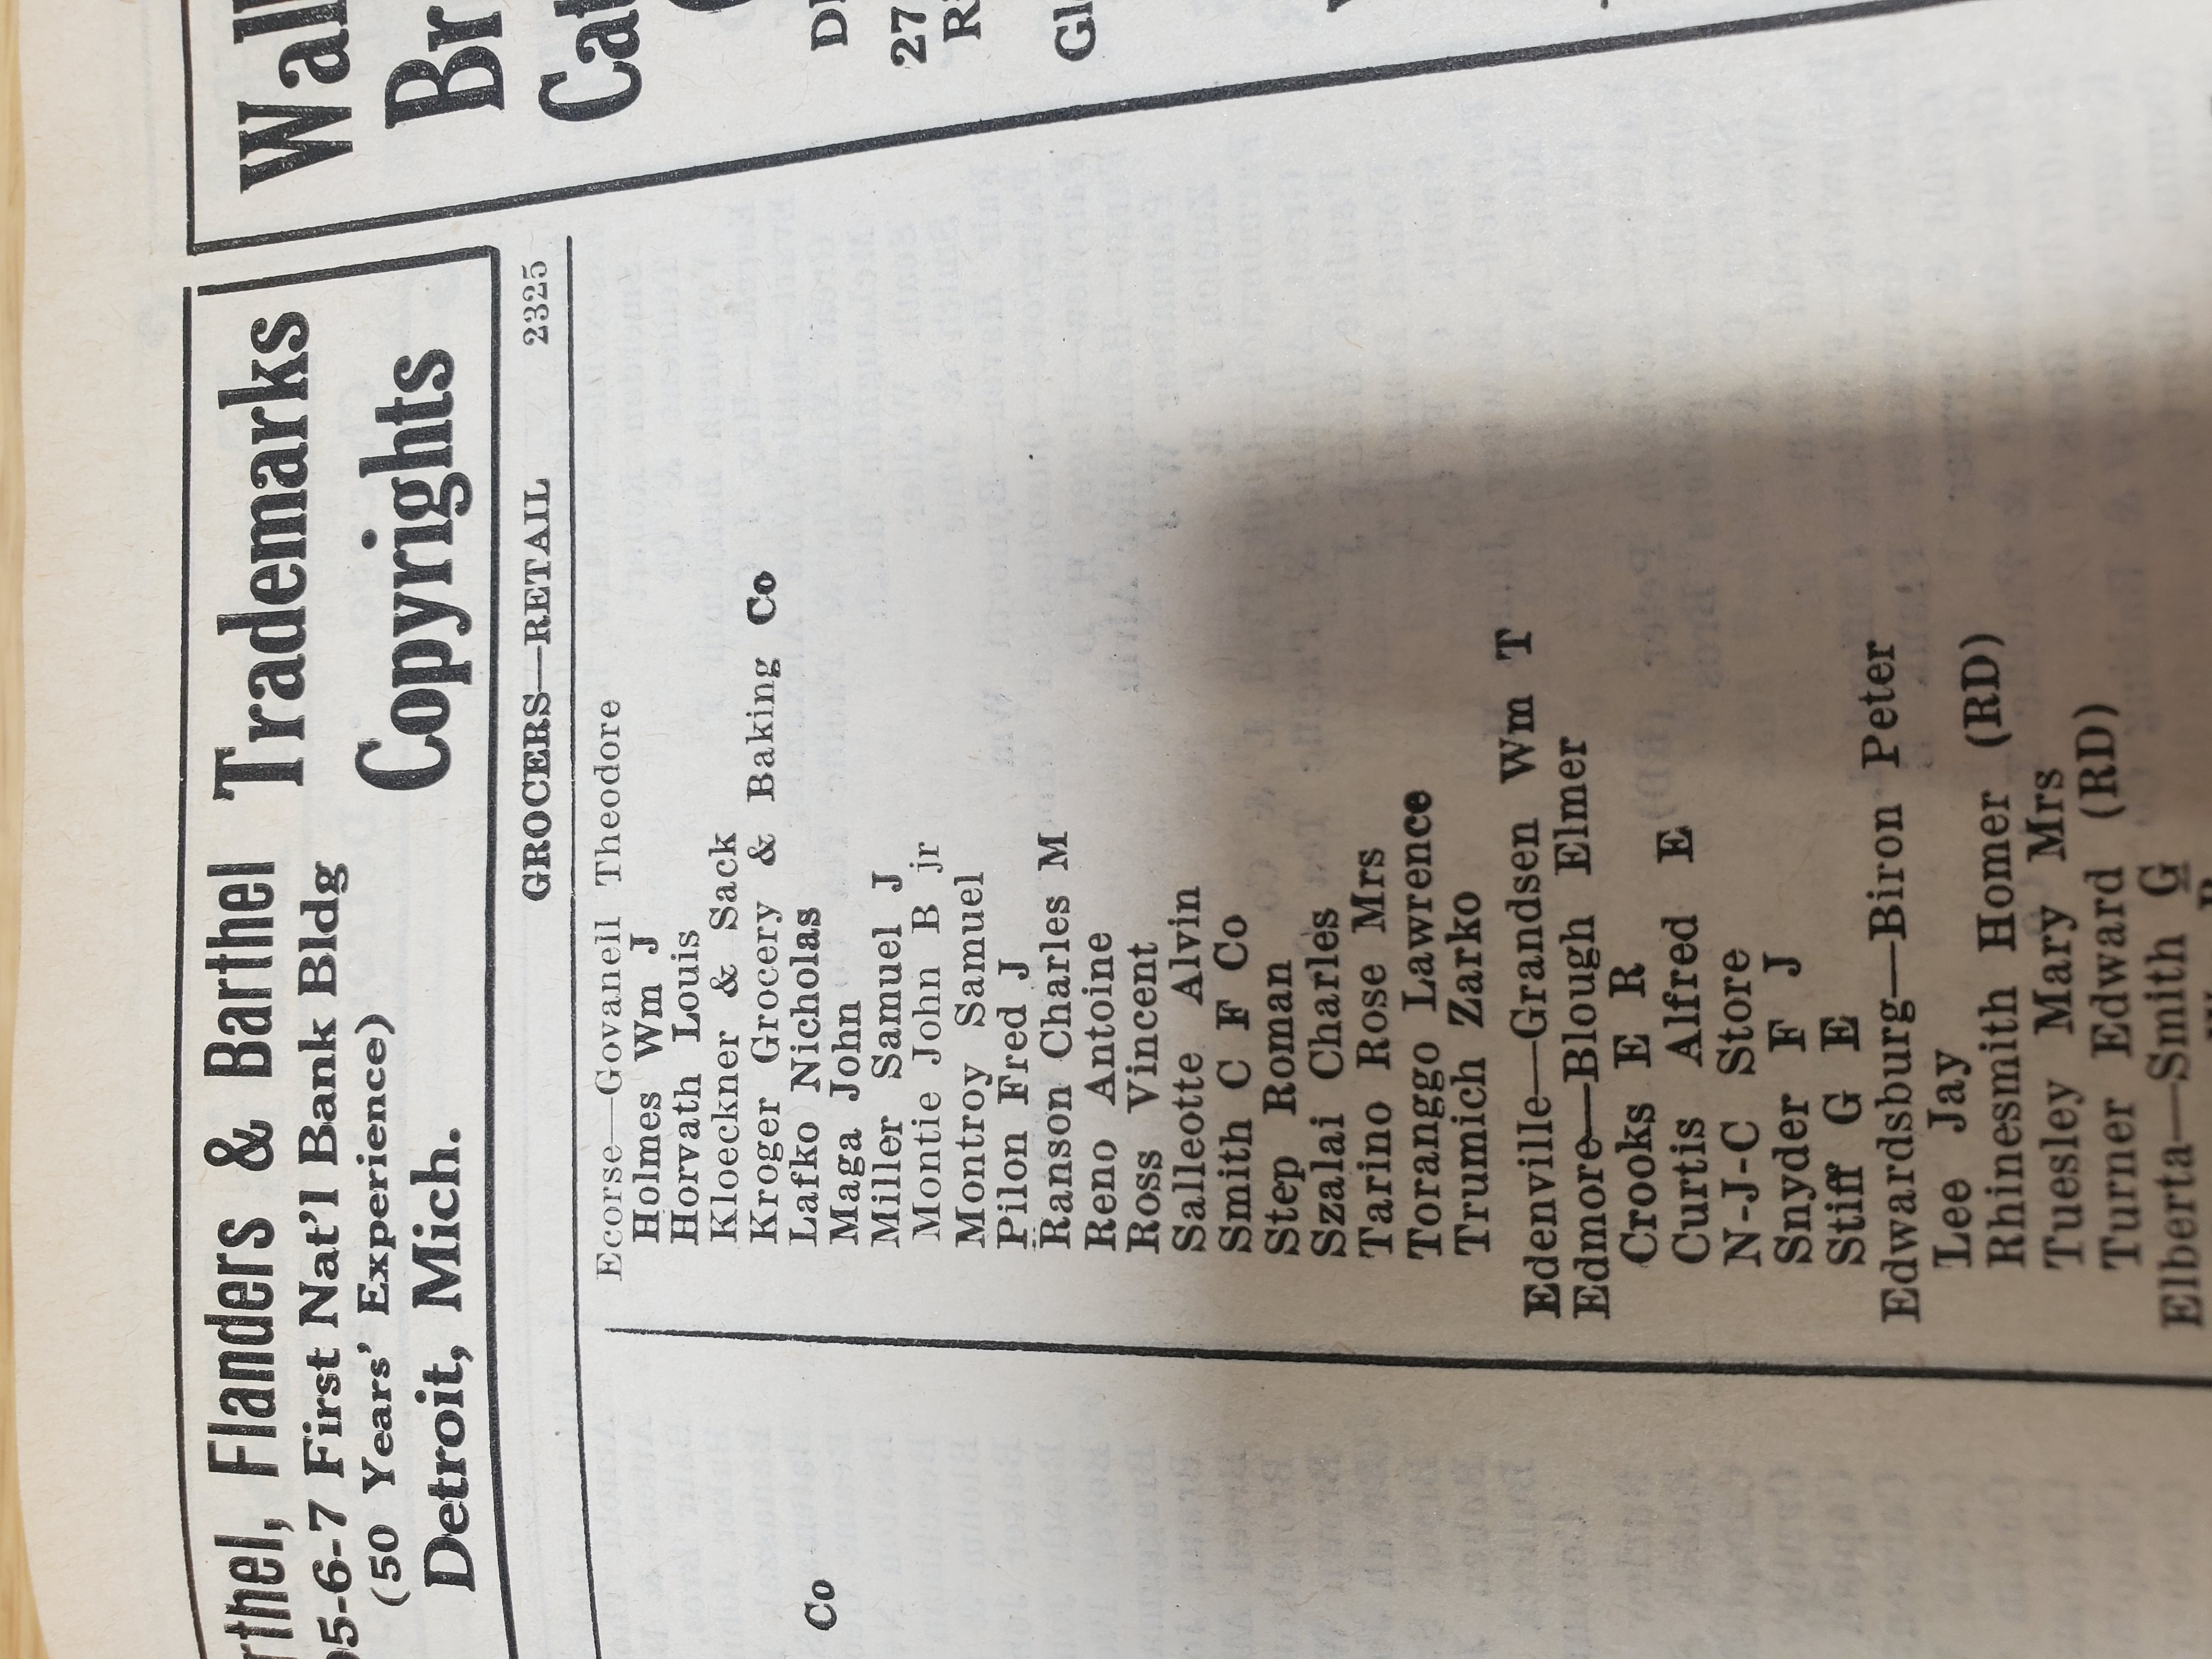 rthel, Flanders & Barthel Trademarks
05-6-7 First Nat'l Bank Bldg
(50 Years' Experience)
Copyrights
Detroit, Mich.
GROCERS—RETAIL 2325
Co
Ecorse—Govanell Theodore
Holmes Wm J
Horvath Louis
Kloeckner & Sack
Kroger Grocery & Baking Co
Lafko Nicholas
Maga John
Miller Samuel J
Montie John B jr
Montroy Samuel
Pilon Fred J
Ranson Charles M
Reno Antoine
Ross Vincent
Salleotte Alvin
Smith C F Co
Step Roman
Szalai Charles
Tarino Rose Mrs
Toranggo Lawrence
Trumich Zarko
Edenville—Grandsen Wm T
Edmore—Blough Elmer
Crooks E R
Curtis Alfred E
N-J-C Store
Snyder F J
Stiff G E
Edwardsburg—Biron Peter
Lee Jay
Rhinesmith Homer (RD)
Tuesley Mary Mrs
Turner Edward (RD)
Elberta—Smith G
Wall
Br
Cat
27